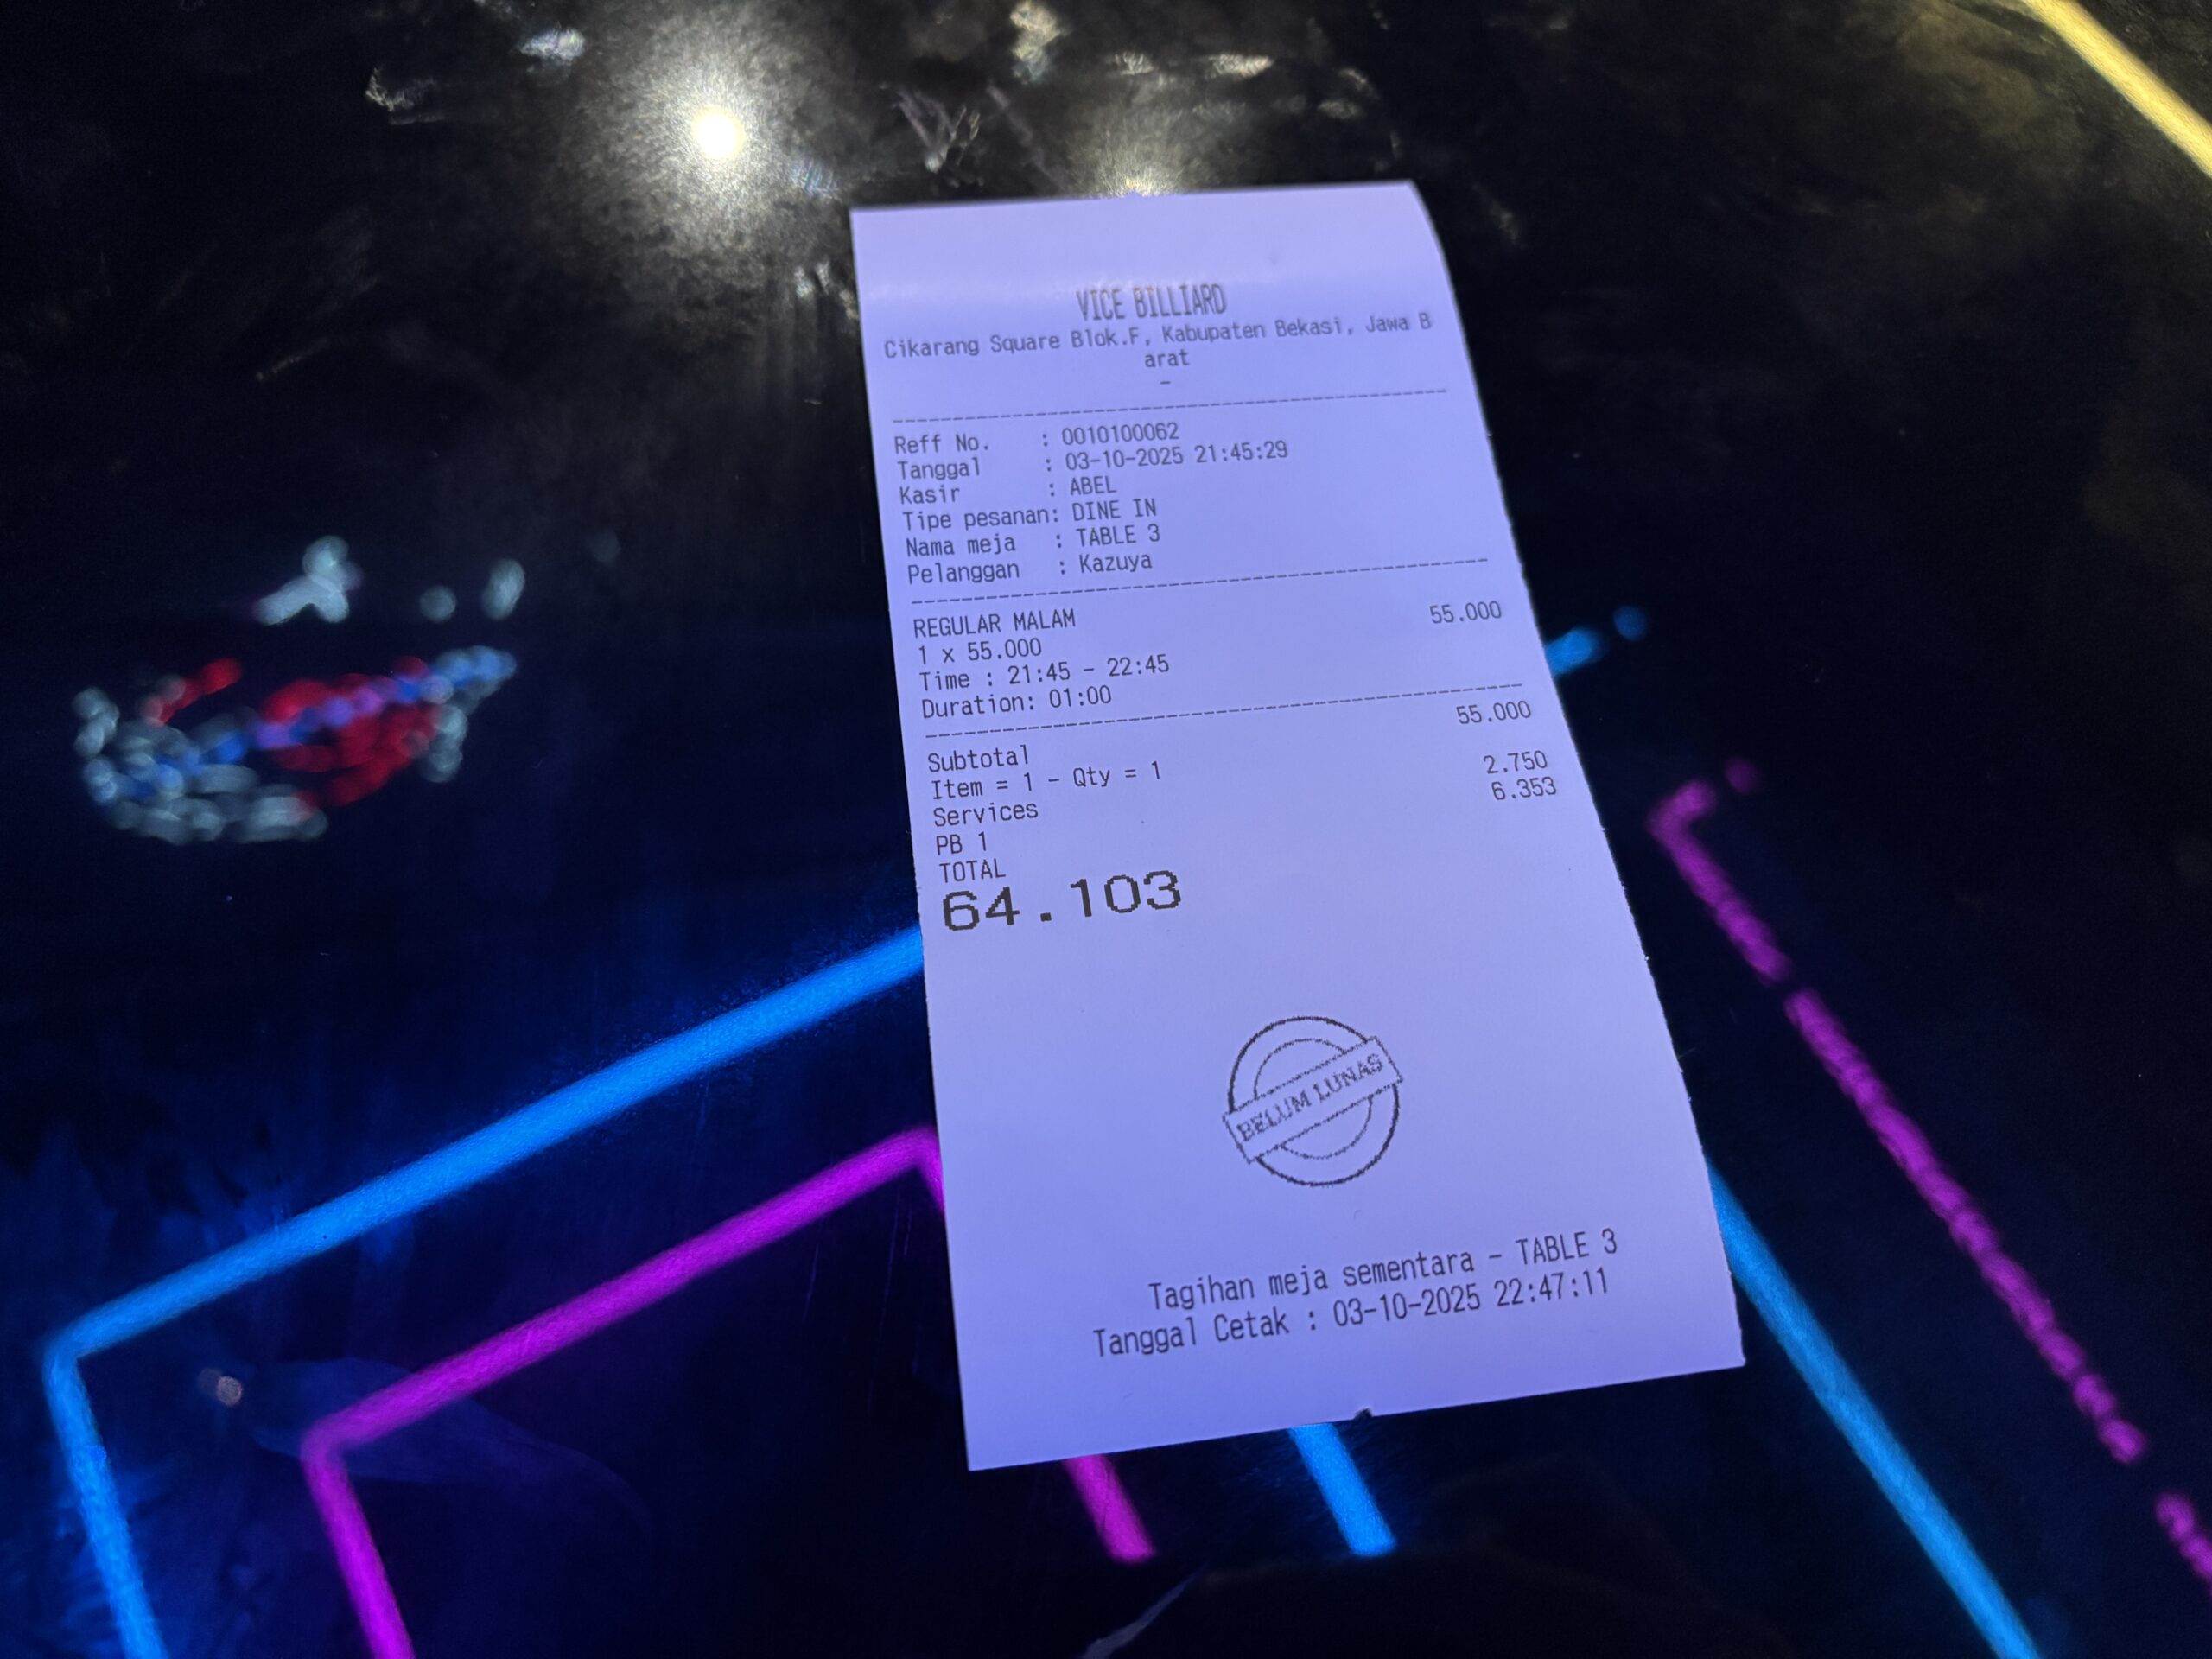 VICE BILLIARD
Cikarang Square Blok.F, Kabupaten Bekasi, Jawa B
arat
-
Reff No. : 0010100062
Tanggal : 03-10-2025 21:45:29
Kasir : ABEL
Tipe pesanan: DINE IN
Nama meja : TABLE 3
Pelanggan : Kazuya
REGULAR MALAM 55.000
1 x 55.000
Time : 21:45 - 22:45
Duration: 01:00
Subtotal 55.000
Item = 1 - Qty = 1
Services 2.750
PB 1 6.353
TOTAL
64.103
BELUM LUNAS
Tagihan meja sementara - TABLE 3
Tanggal Cetak : 03-10-2025 22:47:11